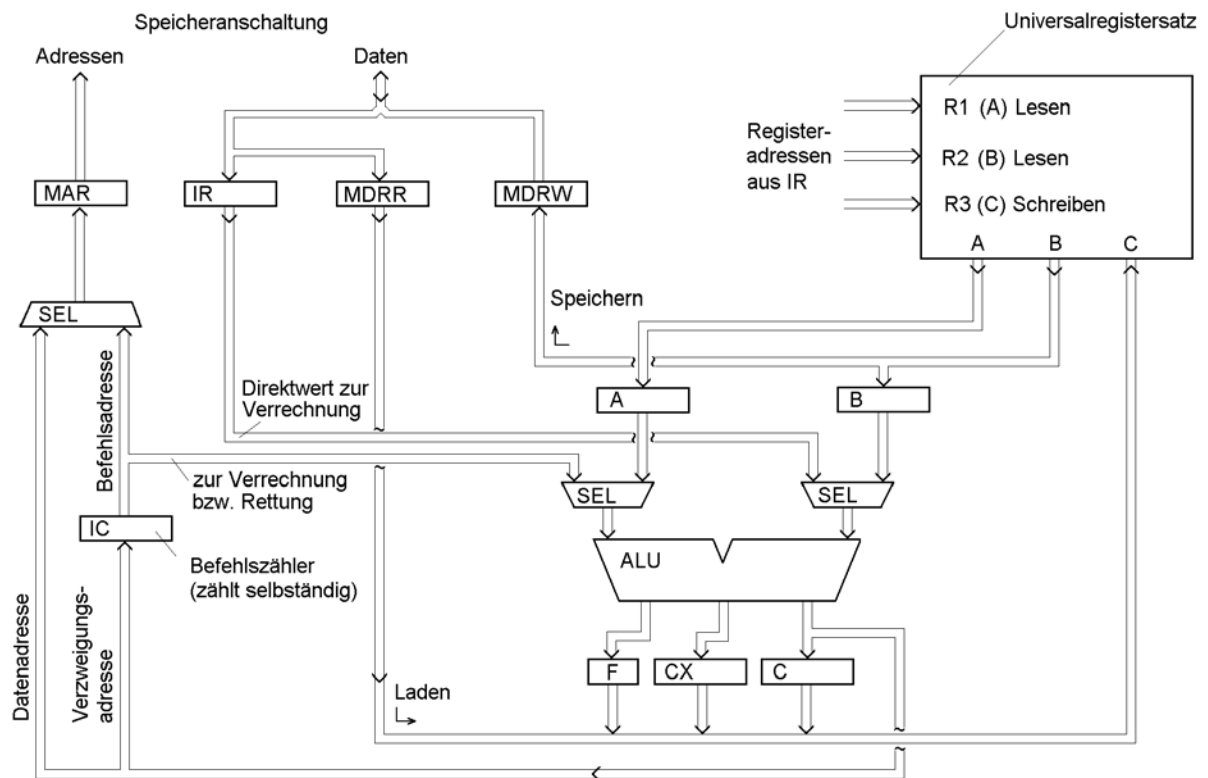 Speicheranschaltung
Universalregistersatz
Adressen
Daten
R1 (A) Lesen
Register-
adressen
aus IR
R2 (B) Lesen
R3 (C) Schreiben
A
B
C
MAR
IR
MDRR
MDRW
SEL
Speichern
Befehlsadresse
Direktwert zur
Verrechnung
A
B
zur Verrechnung
bzw. Rettung
SEL
SEL
IC
Befehlszähler
(zählt selbständig)
ALU
Datenadresse
Verzweigungs-
adresse
F
CX
C
Laden